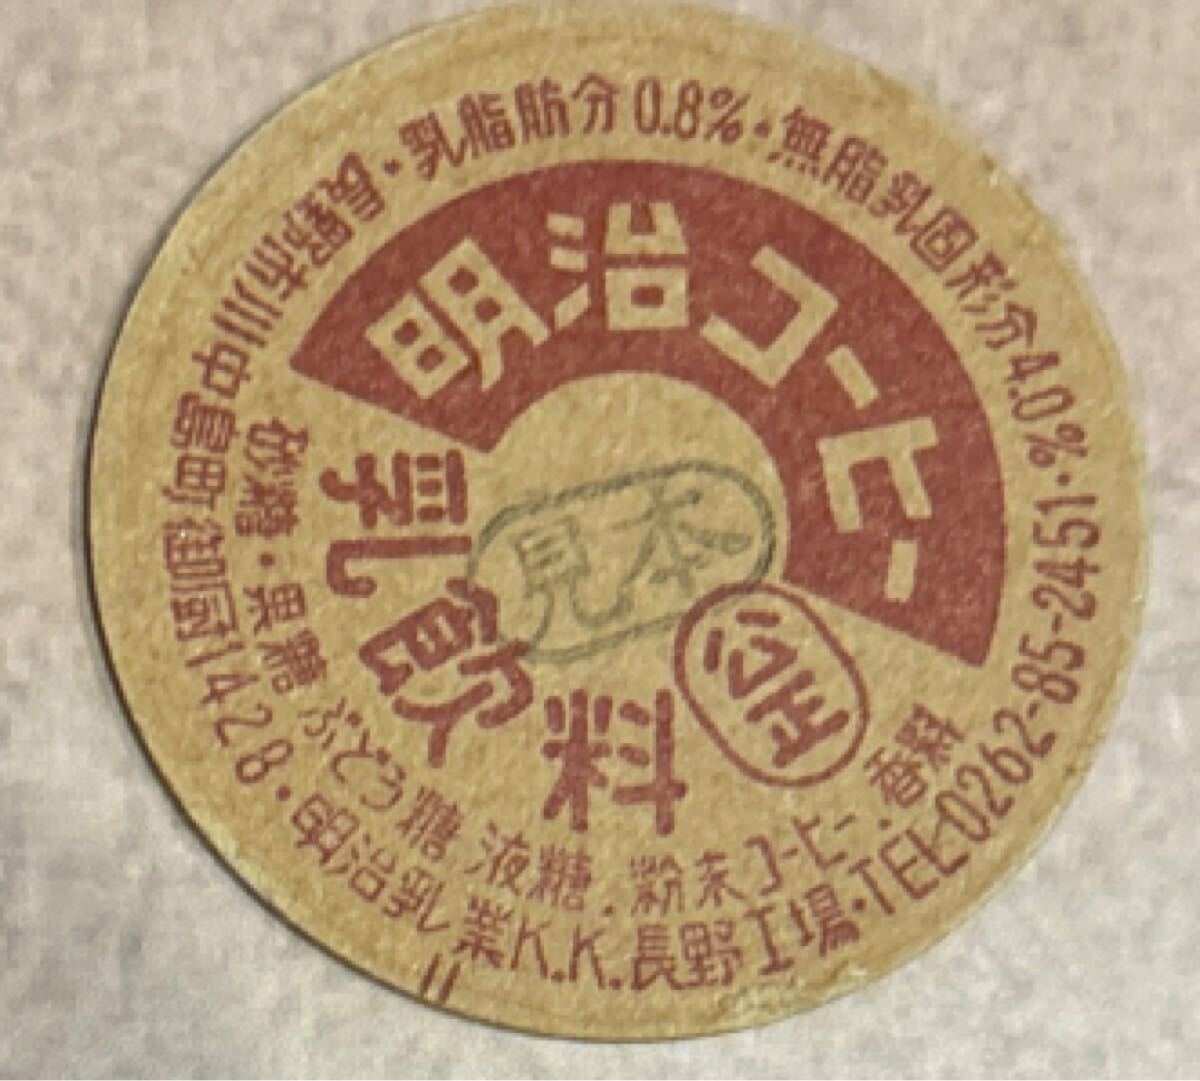 明治コーヒー
乳飲料
公正
見本
乳脂肪分0.8%・無脂乳固形分4.0%・
砂糖・果糖ぶどう糖液糖・粉末コーヒー・香料
長野市川中島町御厨1428・明治乳業K.K.長野工場・TEL0262-85-2451・